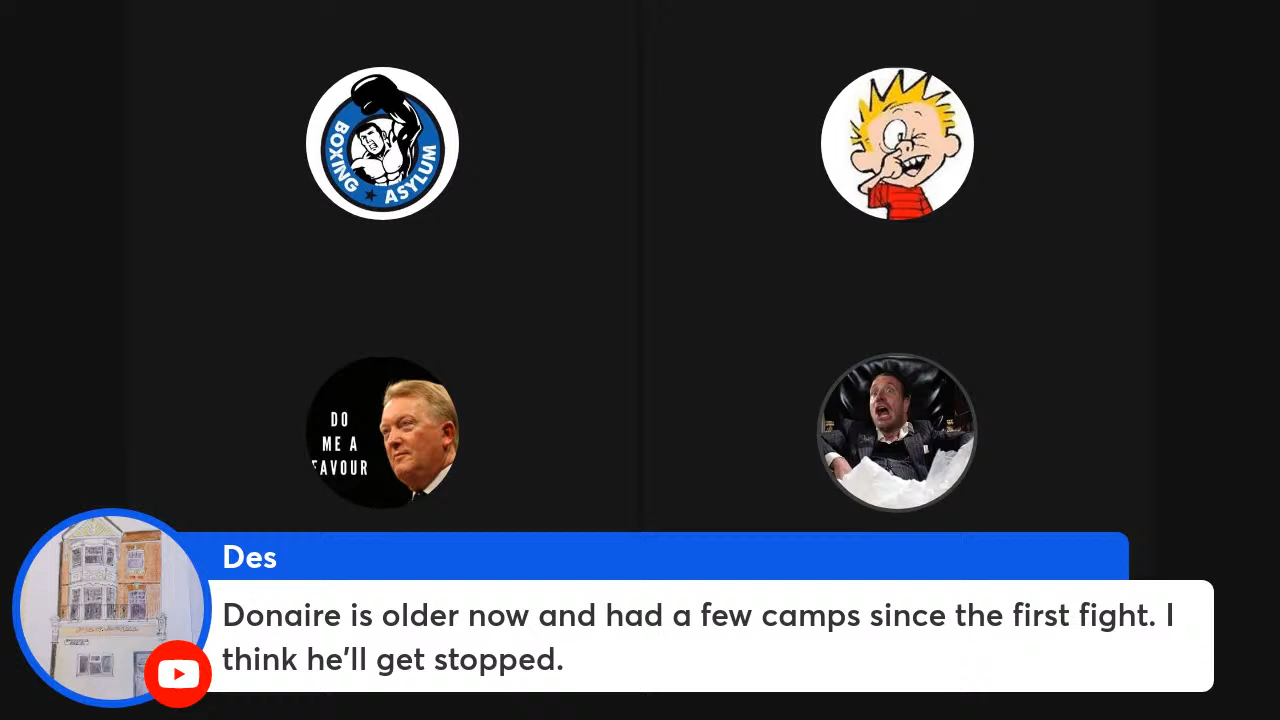 BOXING ASYLUM
DO
ME A
FAVOUR
Des
Donaire is older now and had a few camps since the first fight. I
think he'll get stopped.